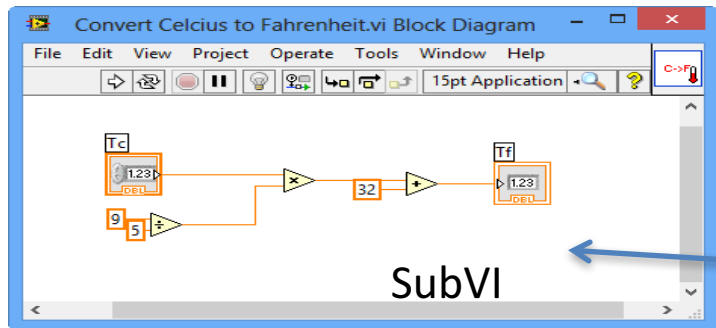 Convert Celcius to Fahrenheit.vi Block Diagram
File Edit View Project Operate Tools Window Help
15pt Application
C->F
Tc
1.23
DBL
9
5
÷
×
32
+
Tf
1.23
DBL
SubVI